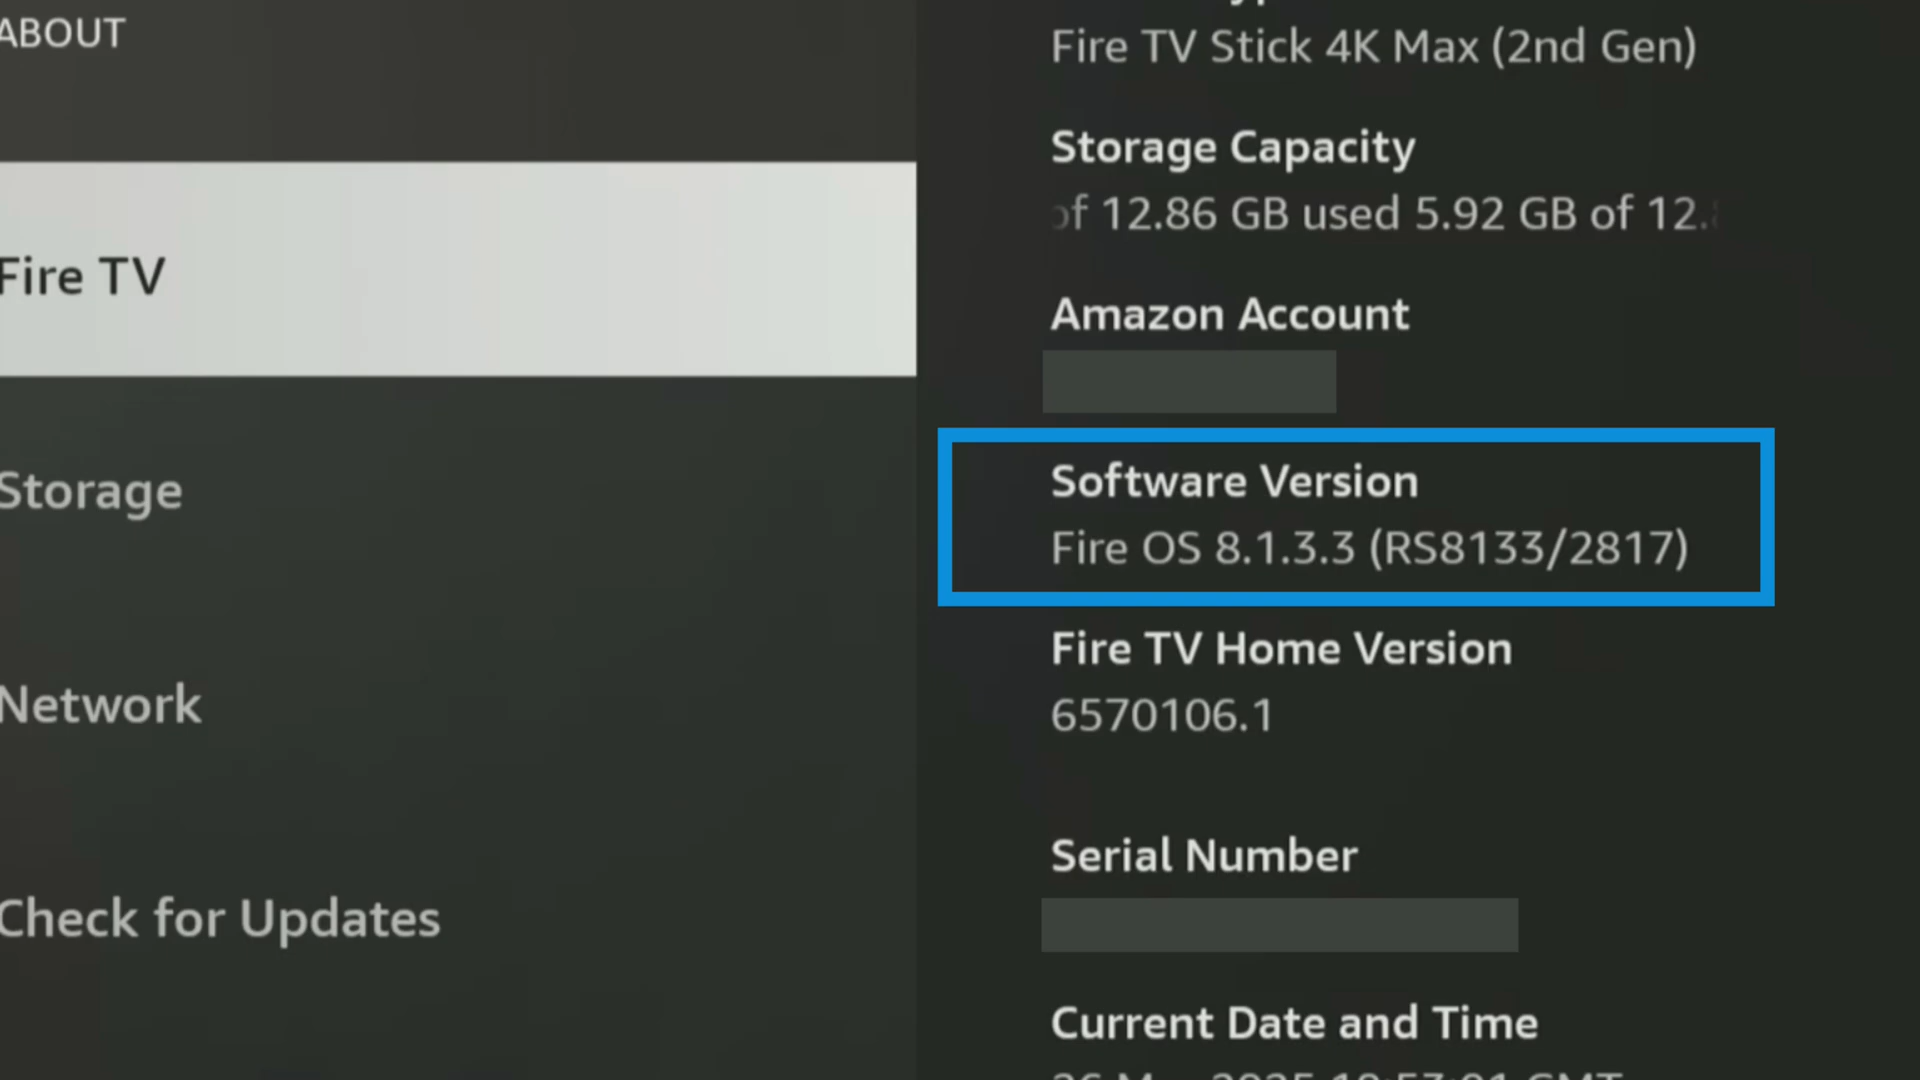 ABOUT
Fire TV
Storage
Network
Check for Updates
Fire TV Stick 4K Max (2nd Gen)
Storage Capacity
of 12.86 GB used 5.92 GB of 12.
Amazon Account
Software Version
Fire OS 8.1.3.3 (RS8133/2817)
Fire TV Home Version
6570106.1
Serial Number
Current Date and Time